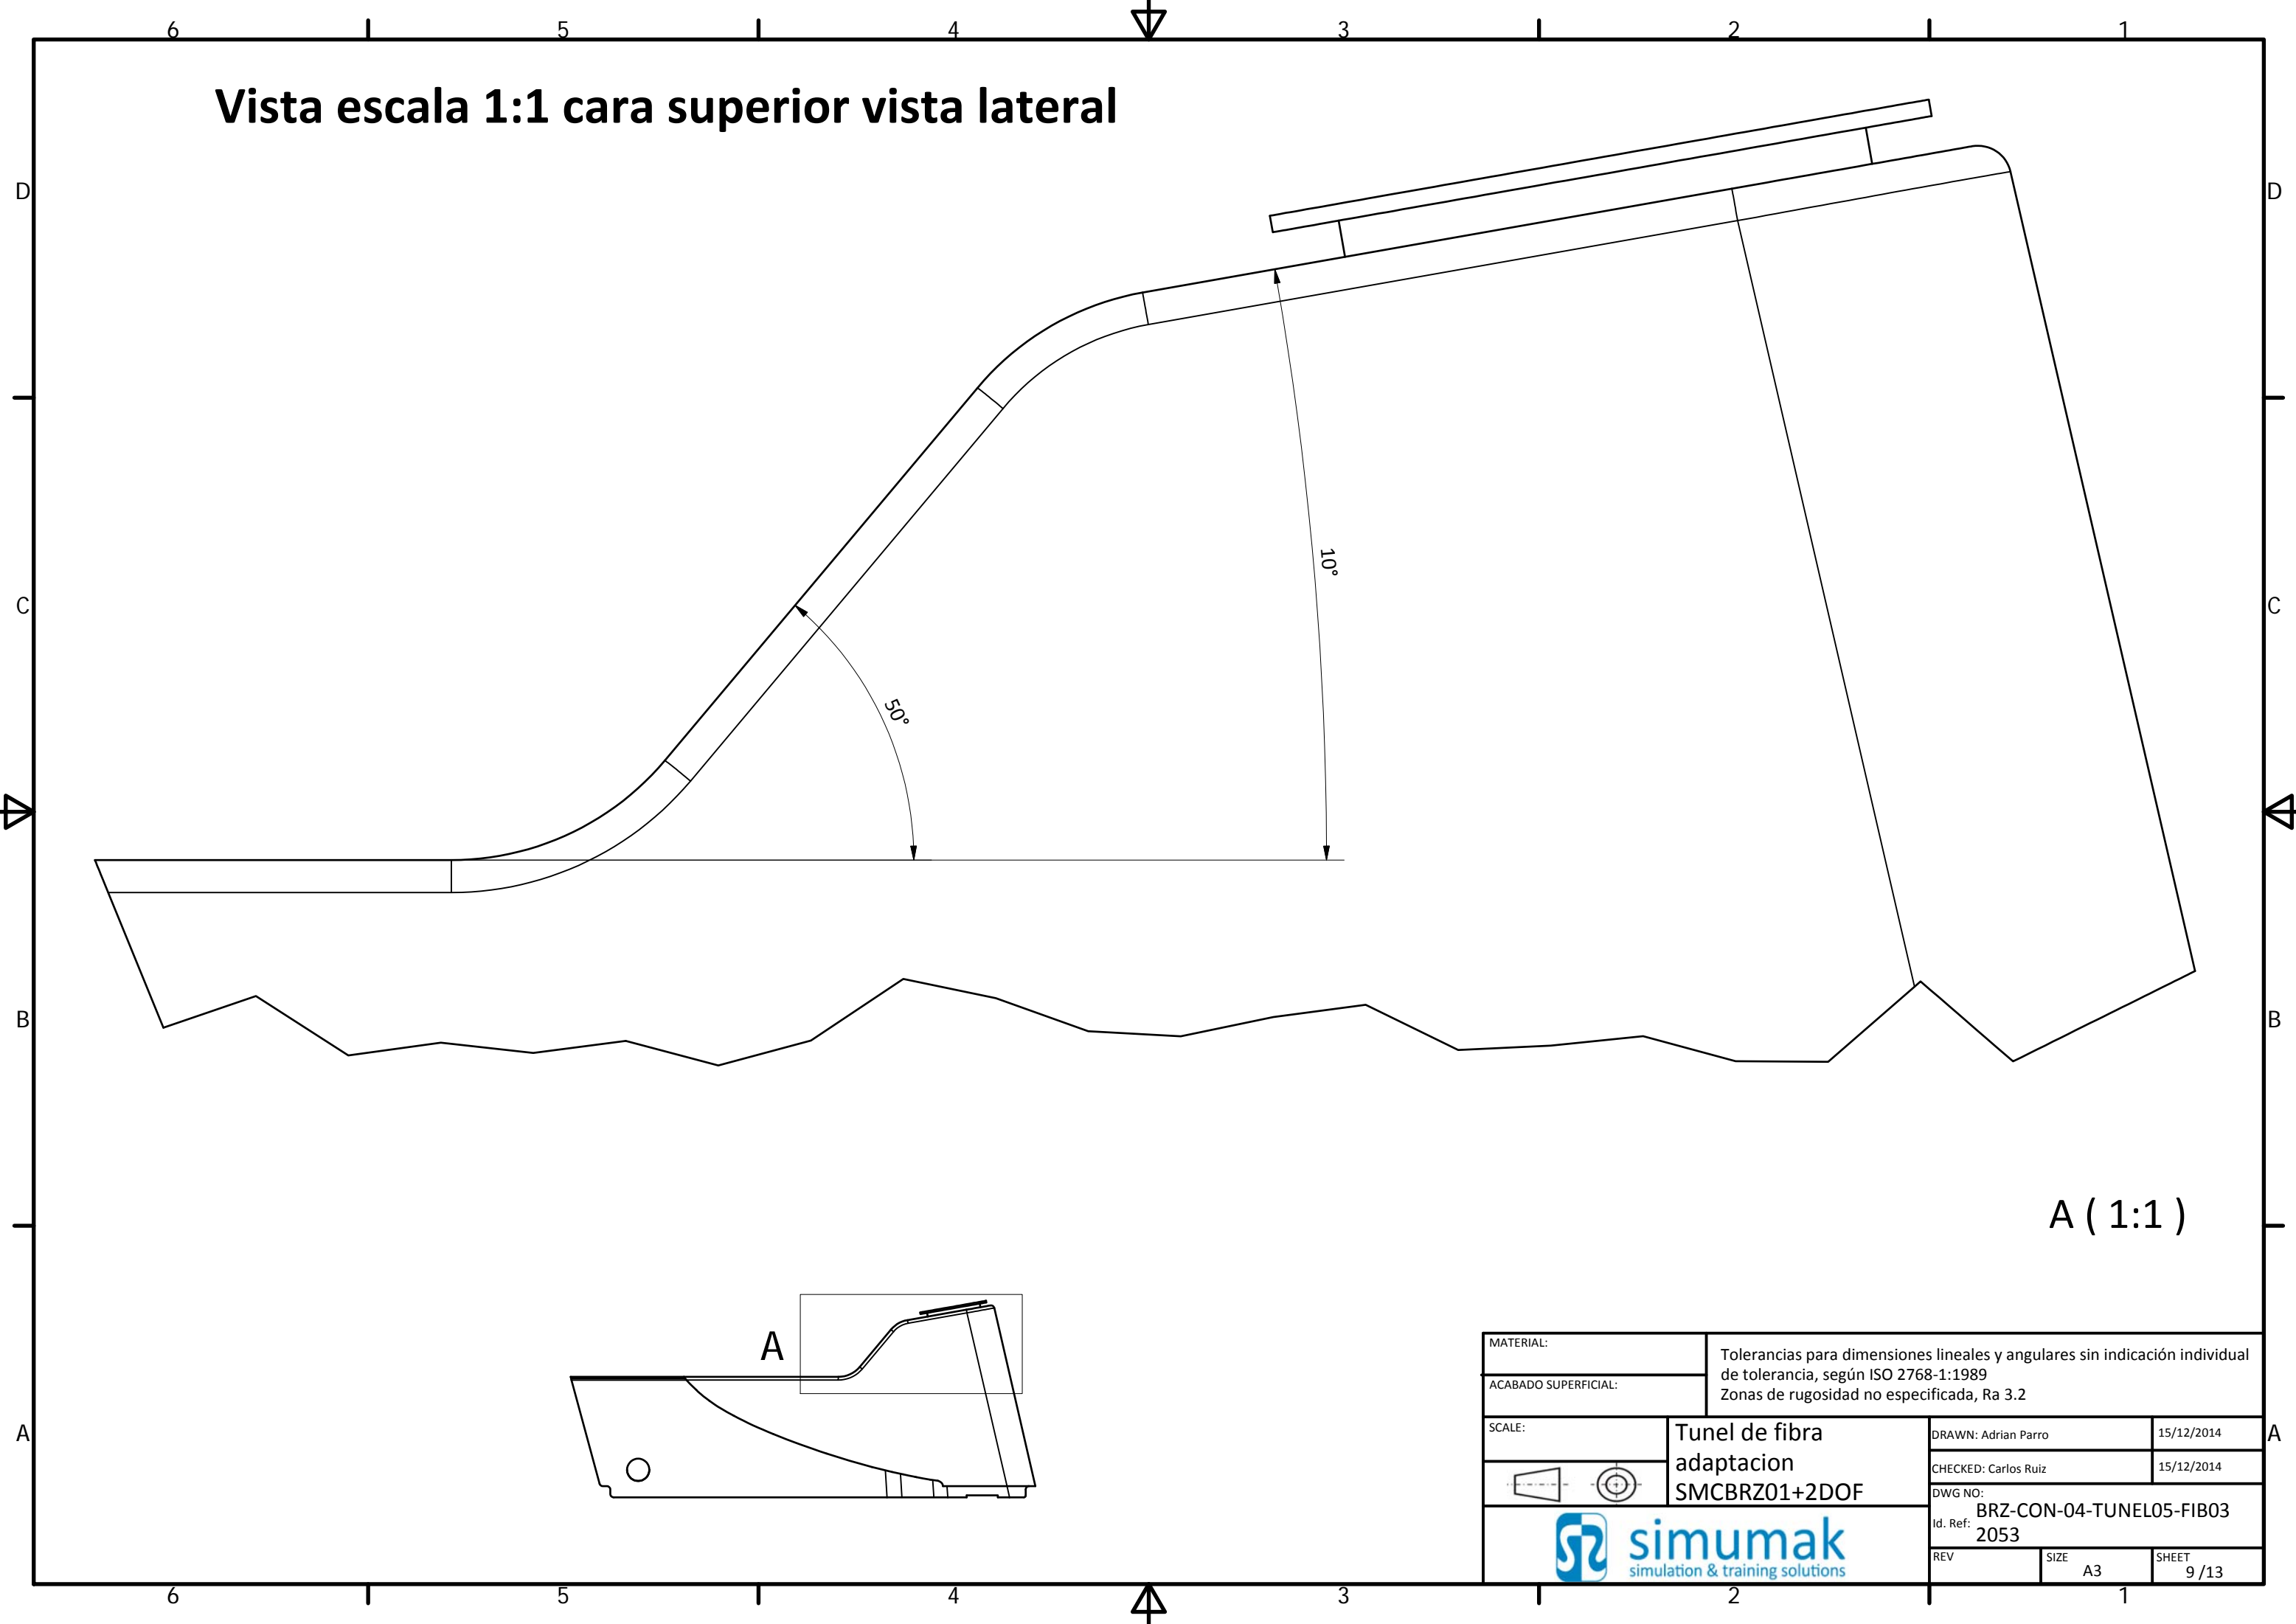 6 5 4 3 2 1
Vista escala 1:1 cara superior vista lateral
D D
10°
C C
50°
B B
A ( 1:1 )
A
MATERIAL:
Tolerancias para dimensiones lineales y angulares sin indicación individual
de tolerancia, según ISO 2768-1:1989
Zonas de rugosidad no especificada, Ra 3.2
ACABADO SUPERFICIAL:
A A
SCALE:
Tunel de fibra
adaptacion
SMCBRZ01+2DOF
DRAWN: Adrian Parro 15/12/2014
CHECKED: Carlos Ruiz 15/12/2014
DWG NO:
Id. Ref: BRZ-CON-04-TUNEL05-FIB03
2053
simumak
simulation & training solutions
REV SIZE SHEET
A3 9 /13
6 5 4 3 2 1